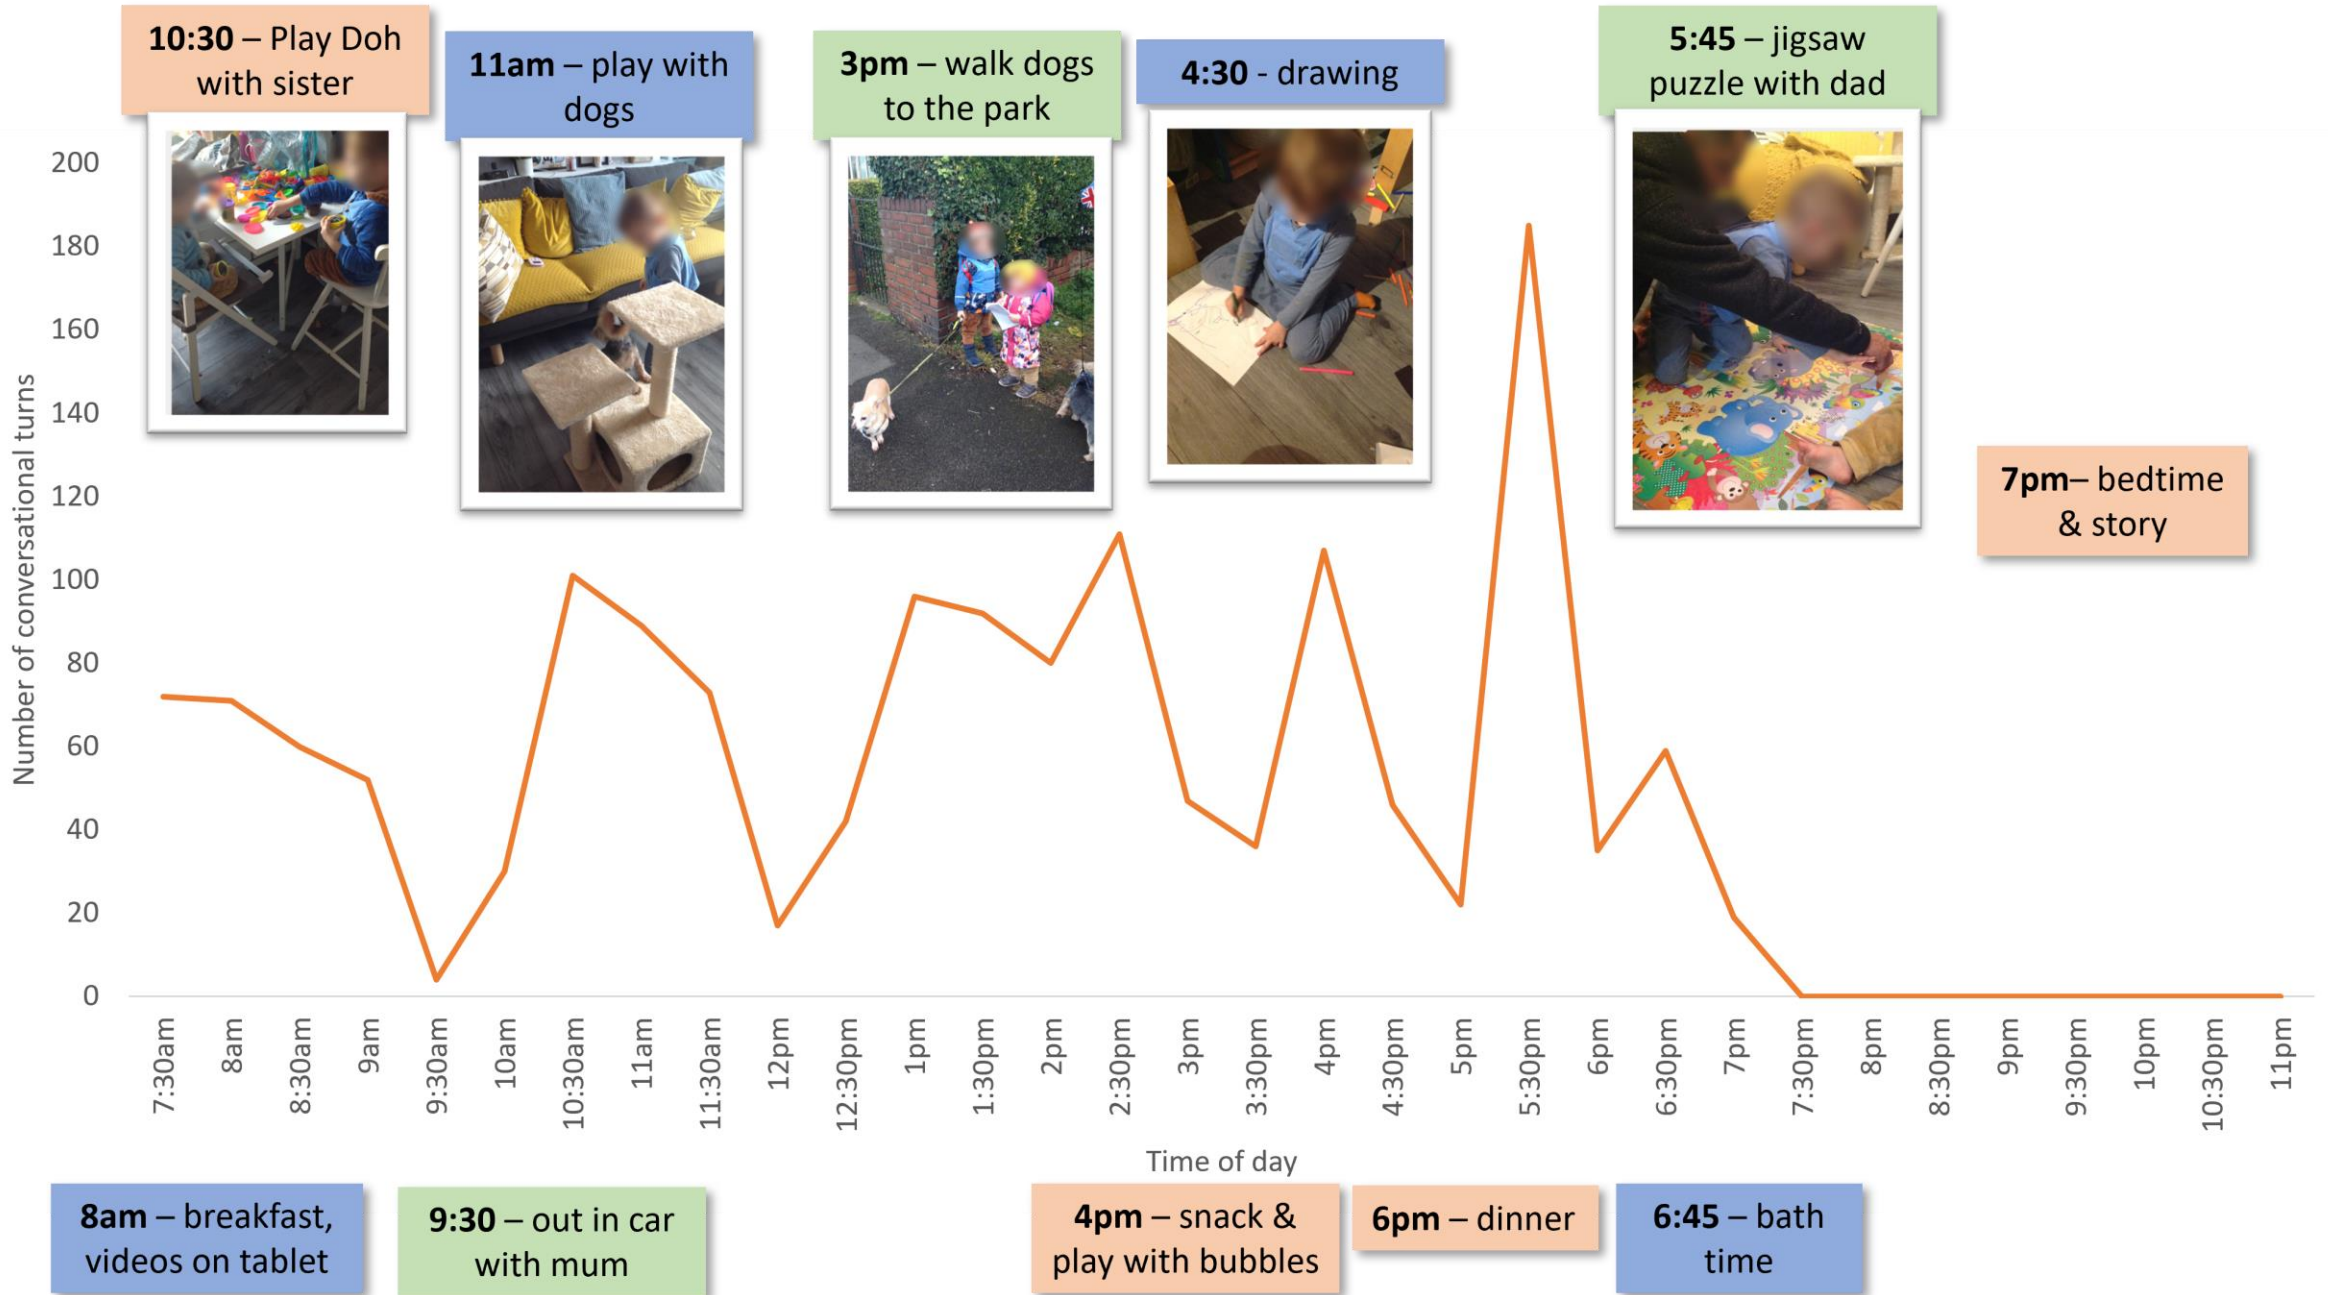 10:30 – Play Doh
with sister
11am – play with
dogs
3pm – walk dogs
to the park
4:30 - drawing
5:45 – jigsaw
puzzle with dad
7pm– bedtime
& story
Number of conversational turns
200
180
160
140
120
100
80
60
40
20
0
7:30am
8am
8:30am
9am
9:30am
10am
10:30am
11am
11:30am
12pm
12:30pm
1pm
1:30pm
2pm
2:30pm
3pm
3:30pm
4pm
4:30pm
5pm
5:30pm
6pm
6:30pm
7pm
7:30pm
8pm
8:30pm
9pm
9:30pm
10pm
10:30pm
11pm
Time of day
8am – breakfast,
videos on tablet
9:30 – out in car
with mum
4pm – snack &
play with bubbles
6pm – dinner
6:45 – bath
time